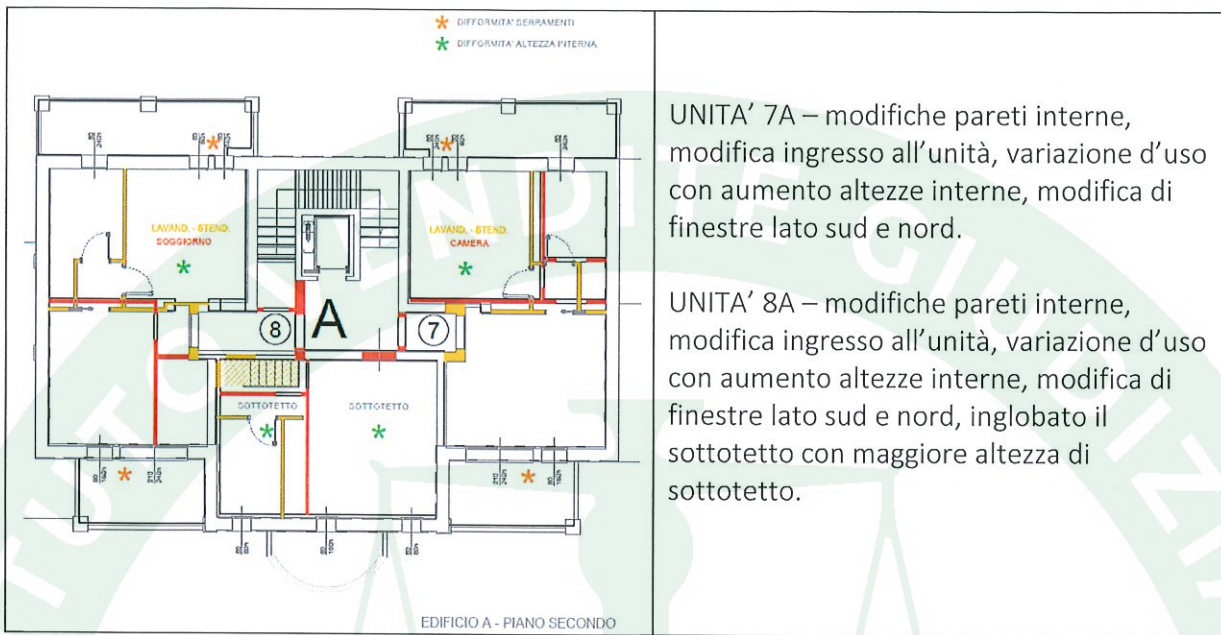 DIFFORMITA' SERRAMENTI
DIFFORMITA' ALTEZZA INTERNA
LAVAND. - STEND.
SOGGIORNO
LAVAND. - STEND.
CAMERA
8
A
7
SOTTOTETTO
SOTTOTETTO
EDIFICIO A - PIANO SECONDO
UNITA' 7A – modifiche pareti interne,
modifica ingresso all'unità, variazione d'uso
con aumento altezze interne, modifica di
finestre lato sud e nord.
UNITA' 8A – modifiche pareti interne,
modifica ingresso all'unità, variazione d'uso
con aumento altezze interne, modifica di
finestre lato sud e nord, inglobato il
sottotetto con maggiore altezza di
sottotetto.